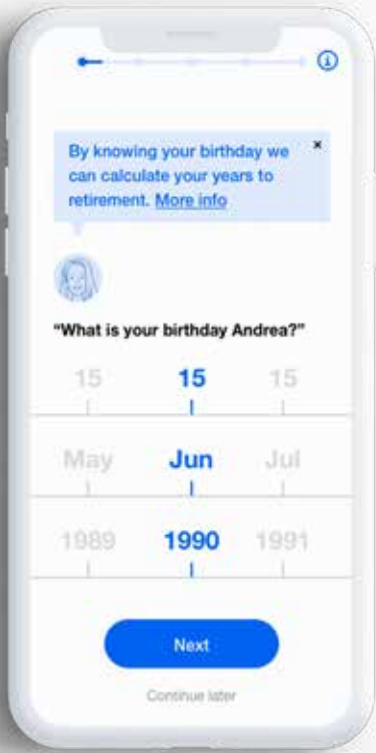 By knowing your birthday we
can calculate your years to
retirement. More info
"What is your birthday Andrea?"
15 15 15
May Jun Jul
1989 1990 1991
Next
Continue later